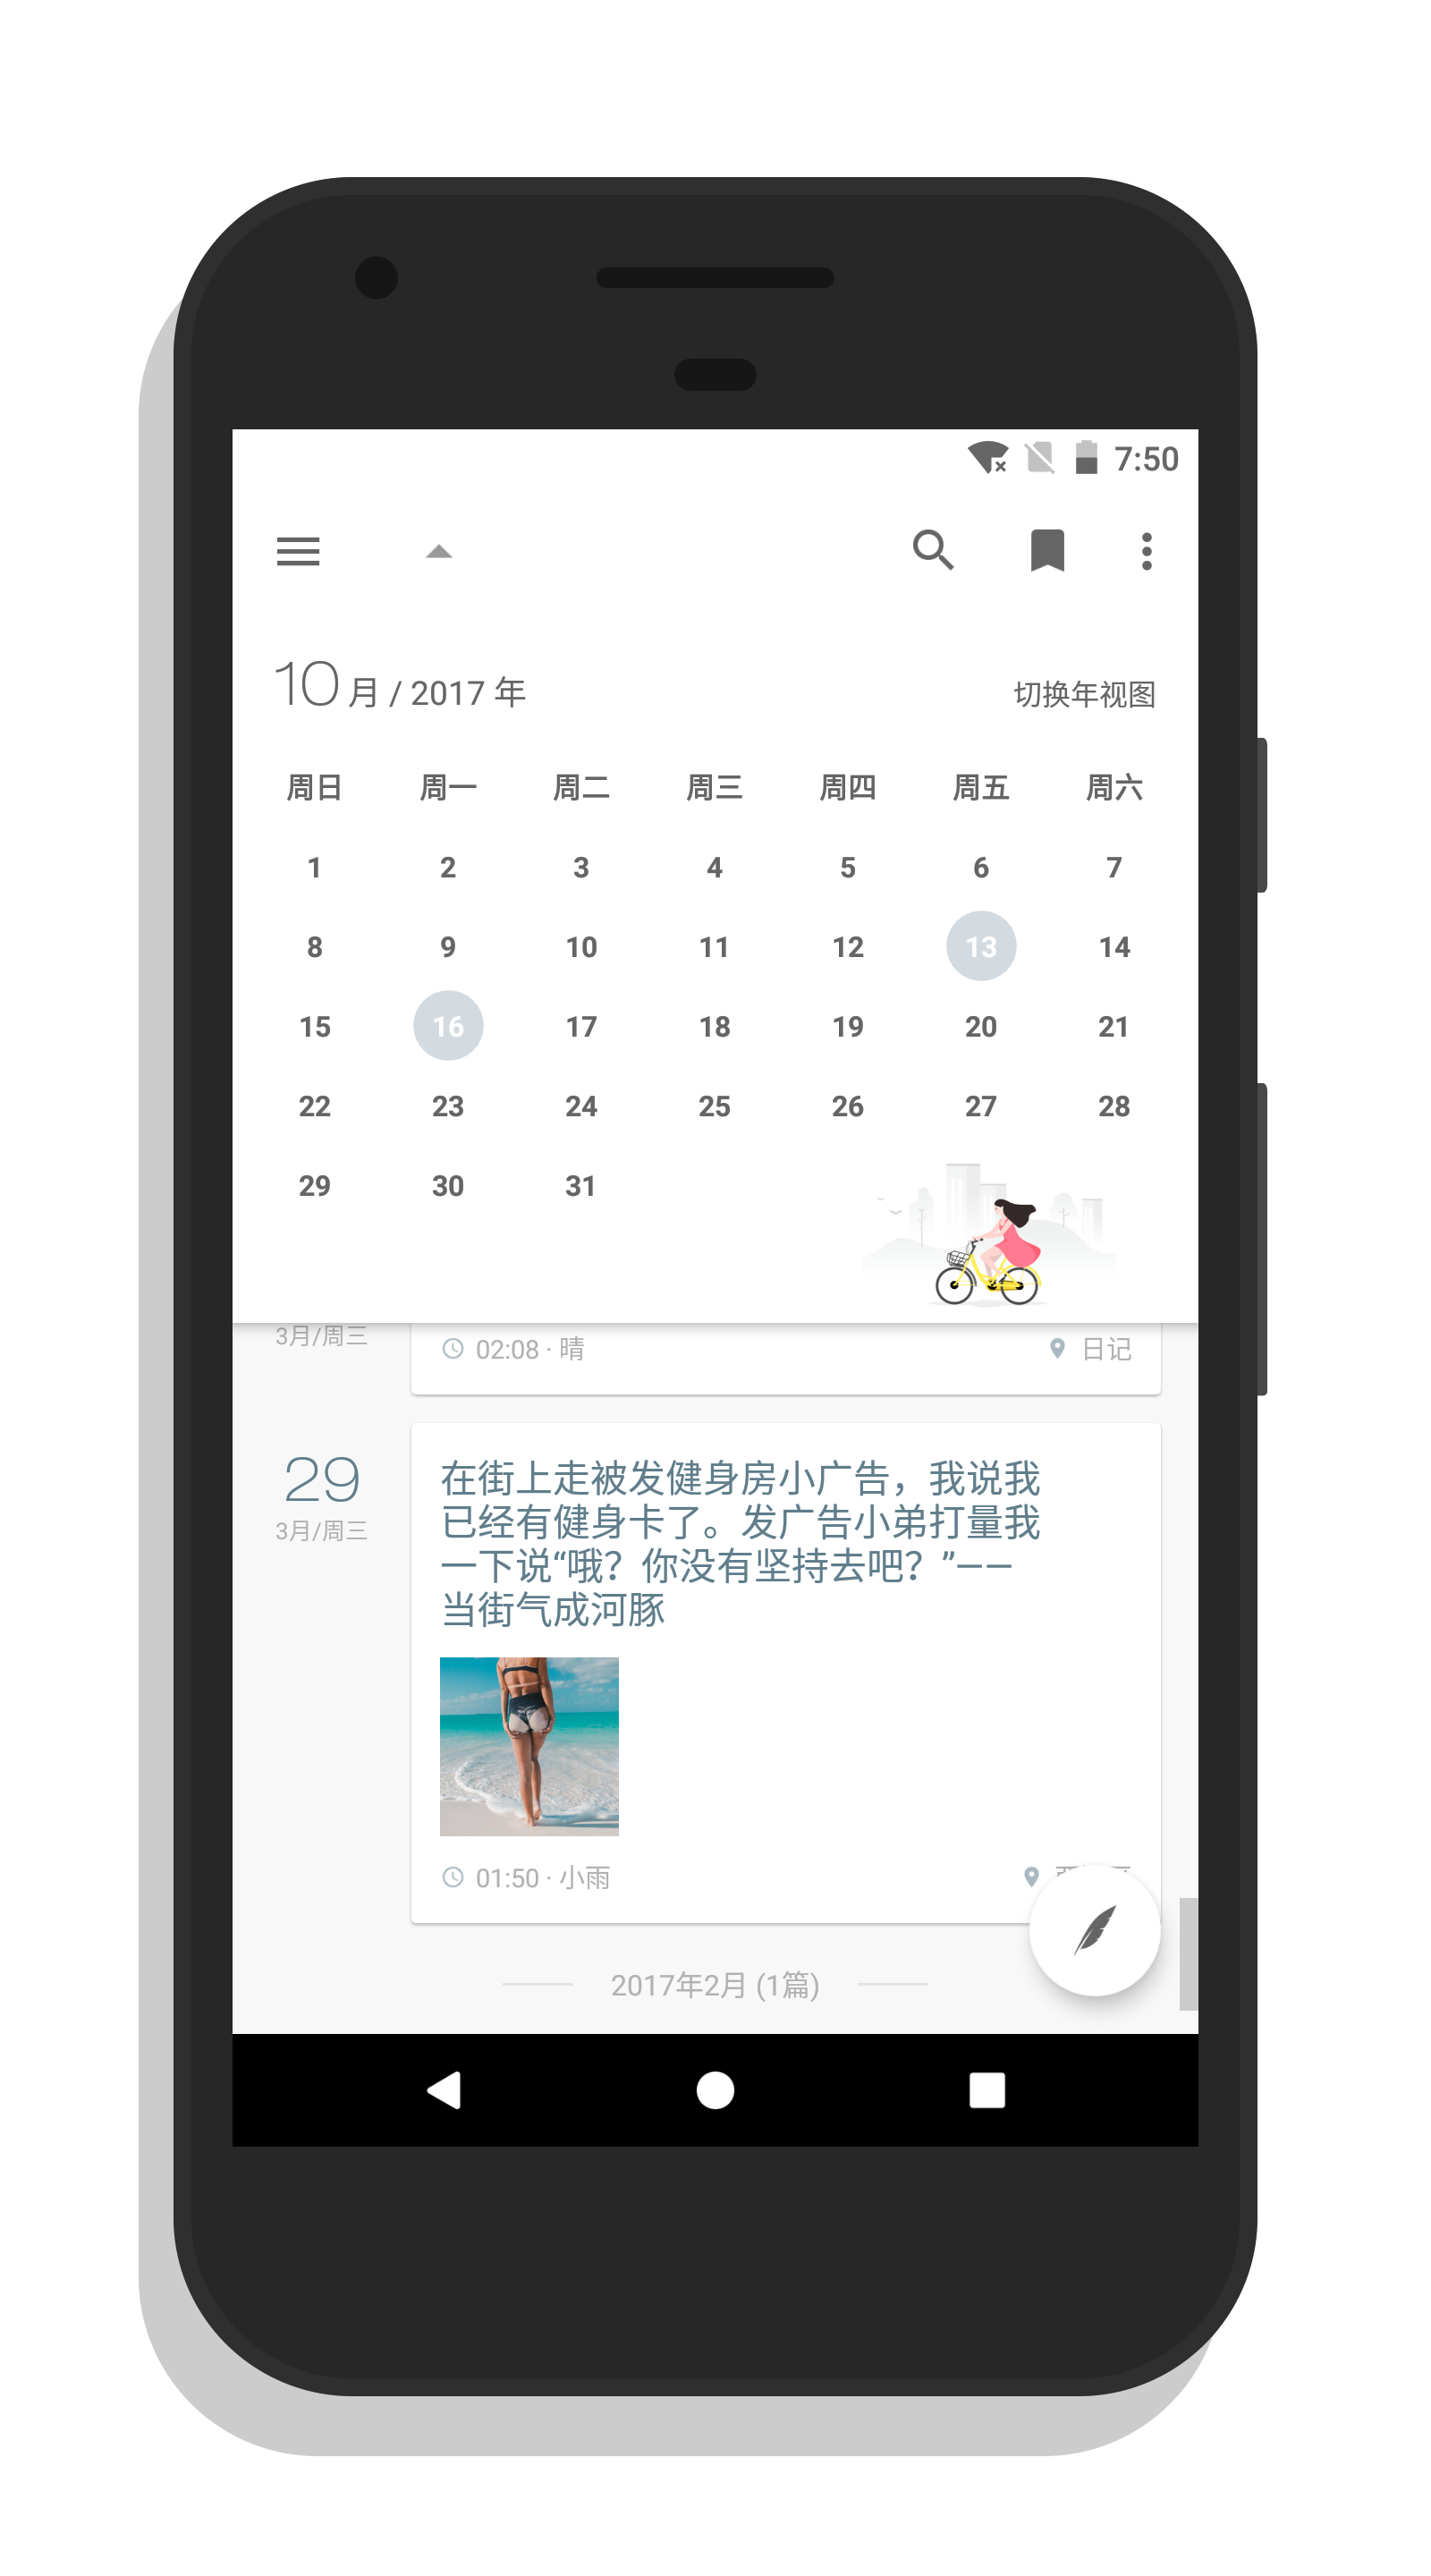 7:50
10月 / 2017 年
切换年视图
周日 周一 周二 周三 周四 周五 周六
1 2 3 4 5 6 7
8 9 10 11 12 13 14
15 16 17 18 19 20 21
22 23 24 25 26 27 28
29 30 31
3月/周三
02:08 · 晴
日记
29
3月/周三
在街上走被发健身房小广告，我说我
已经有健身卡了。发广告小弟打量我
一下说“哦？你没有坚持去吧？”——
当街气成河豚
01:50 · 小雨
2017年2月 (1篇)